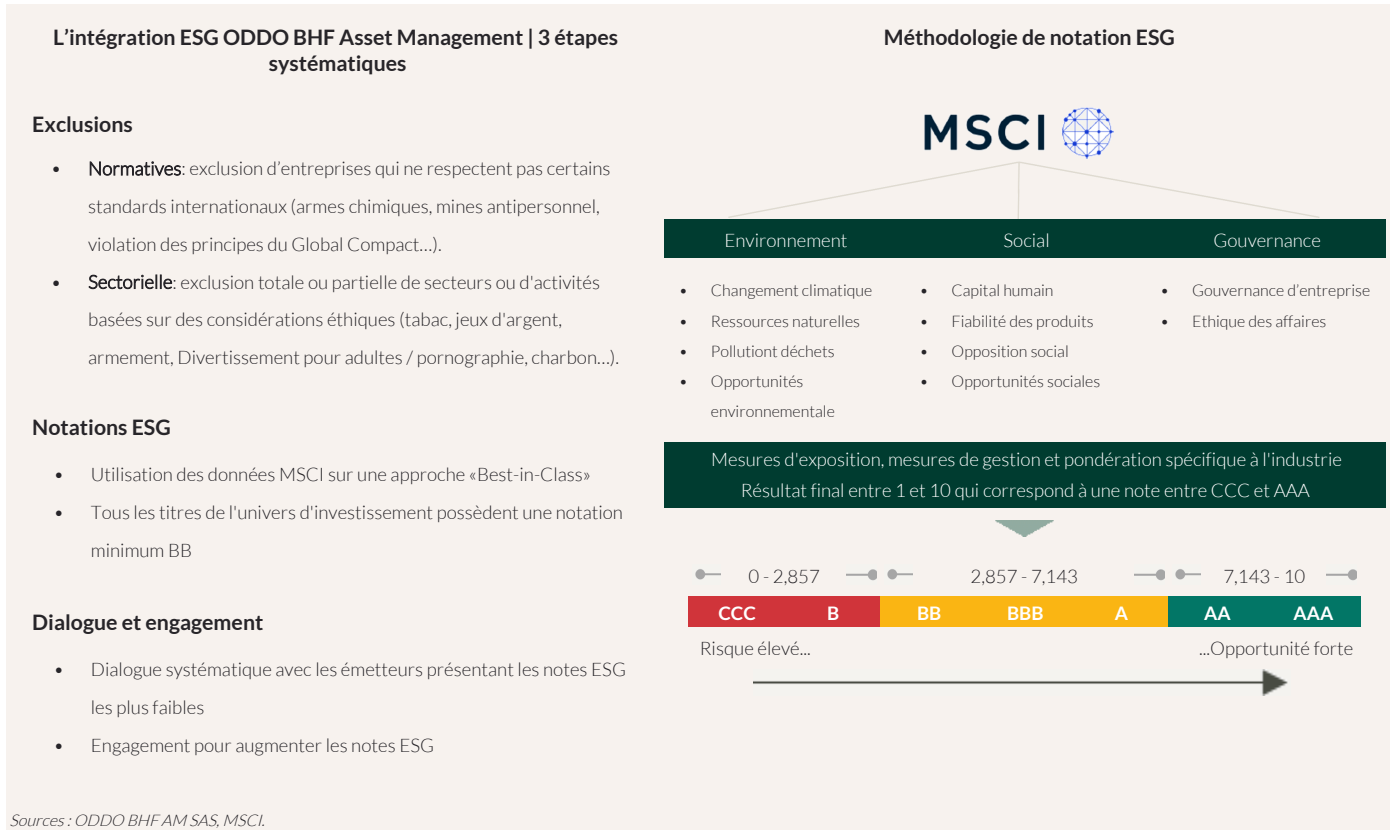 L'intégration ESG ODDO BHF Asset Management | 3 étapes
systématiques
Exclusions
• Normatives: exclusion d'entreprises qui ne respectent pas certains
standards internationaux (armes chimiques, mines antipersonnel,
violation des principes du Global Compact...).
• Sectorielle: exclusion totale ou partielle de secteurs ou d'activités
basées sur des considérations éthiques (tabac, jeux d'argent,
armement, Divertissement pour adultes / pornographie, charbon...).
Notations ESG
• Utilisation des données MSCI sur une approche «Best-in-Class»
• Tous les titres de l'univers d'investissement possèdent une notation
minimum BB
Dialogue et engagement
• Dialogue systématique avec les émetteurs présentant les notes ESG
les plus faibles
• Engagement pour augmenter les notes ESG
Méthodologie de notation ESG
MSCI
Environnement Social Gouvernance
• Changement climatique
• Ressources naturelles
• Pollutiont déchets
• Opportunités
environnementale
• Capital humain
• Fiabilité des produits
• Opposition social
• Opportunités sociales
• Gouvernance d'entreprise
• Ethique des affaires
Mesures d'exposition, mesures de gestion et pondération spécifique à l'industrie
Résultat final entre 1 et 10 qui correspond à une note entre CCC et AAA
0 - 2,857 2,857 - 7,143 7,143 - 10
CCC B BB BBB A AA AAA
Risque élevé... ...Opportunité forte
Sources : ODDO BHF AM SAS, MSCI.